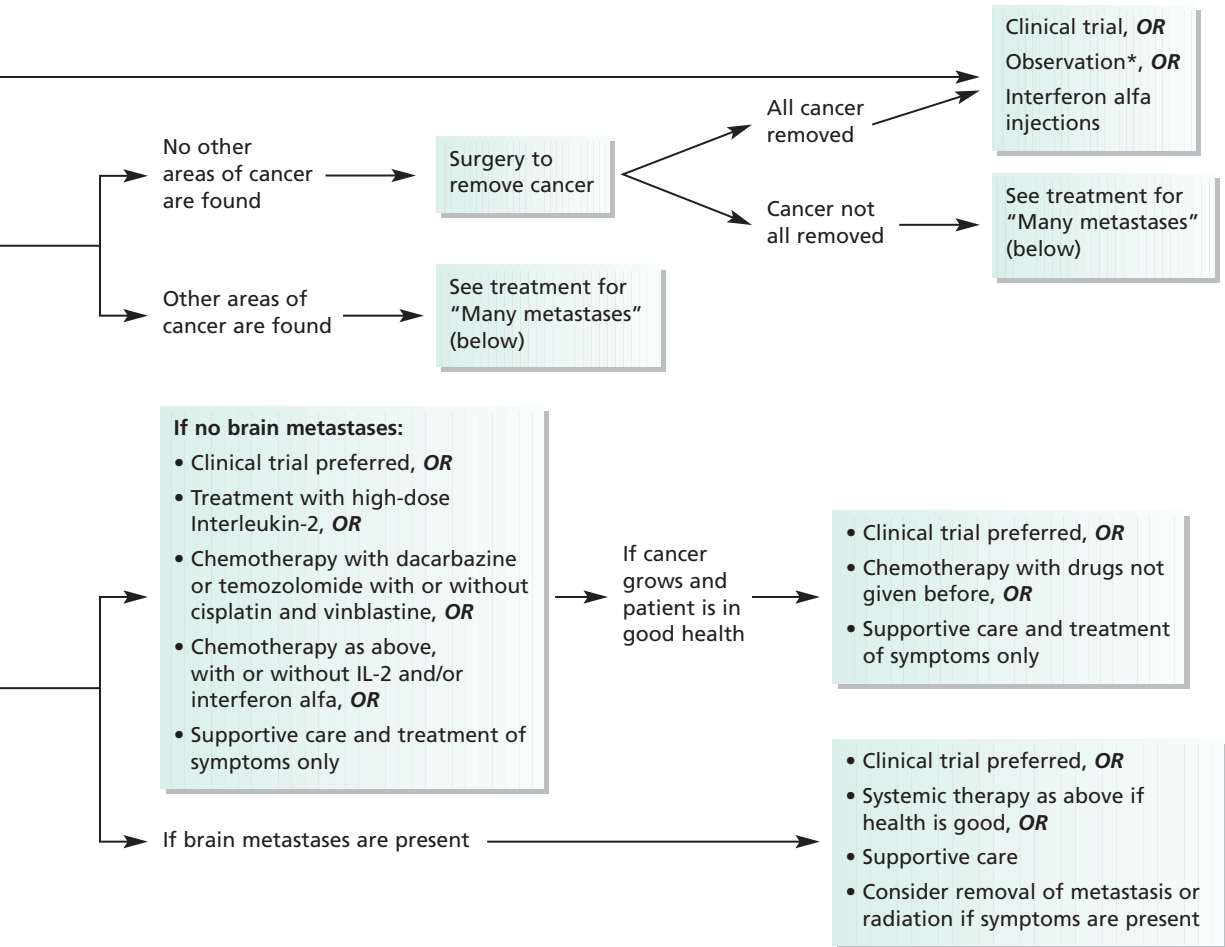 Clinical trial, OR
Observation*, OR
Interferon alfa
injections
All cancer
removed
No other
areas of cancer
are found
Surgery to
remove cancer
Cancer not
all removed
See treatment for
“Many metastases”
(below)
Other areas of
cancer are found
See treatment for
“Many metastases”
(below)
If no brain metastases:
• Clinical trial preferred, OR
• Treatment with high-dose
Interleukin-2, OR
• Chemotherapy with dacarbazine
or temozolomide with or without
cisplatin and vinblastine, OR
• Chemotherapy as above,
with or without IL-2 and/or
interferon alfa, OR
• Supportive care and treatment of
symptoms only
If cancer
grows and
patient is in
good health
• Clinical trial preferred, OR
• Chemotherapy with drugs not
given before, OR
• Supportive care and treatment
of symptoms only
If brain metastases are present
• Clinical trial preferred, OR
• Systemic therapy as above if
health is good, OR
• Supportive care
• Consider removal of metastasis or
radiation if symptoms are present